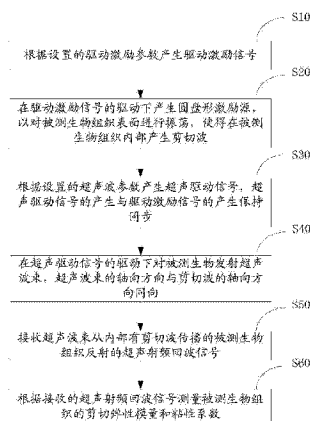 S10
根据设置的驱动激励参数产生驱动激励信号
S20
在驱动激励信号的驱动下产生圆盘形激励源，
以对被测生物组织表面进行振荡，使得在被测
生物组织内部产生剪切波
S30
根据设置的超声波参数产生超声驱动信号，超
声驱动信号的产生与驱动激励信号的产生保持
同步
S40
在超声驱动信号的驱动下对被测生物发射超声
波束，超声波束的轴向方向与剪切波的轴向方
向同向
S50
接收超声波束从内部有剪切波传播的被测生物
组织反射的超声射频回波信号
S60
根据接收的超声射频回波信号测量被测生物组
织的剪切弹性模量和粘性系数